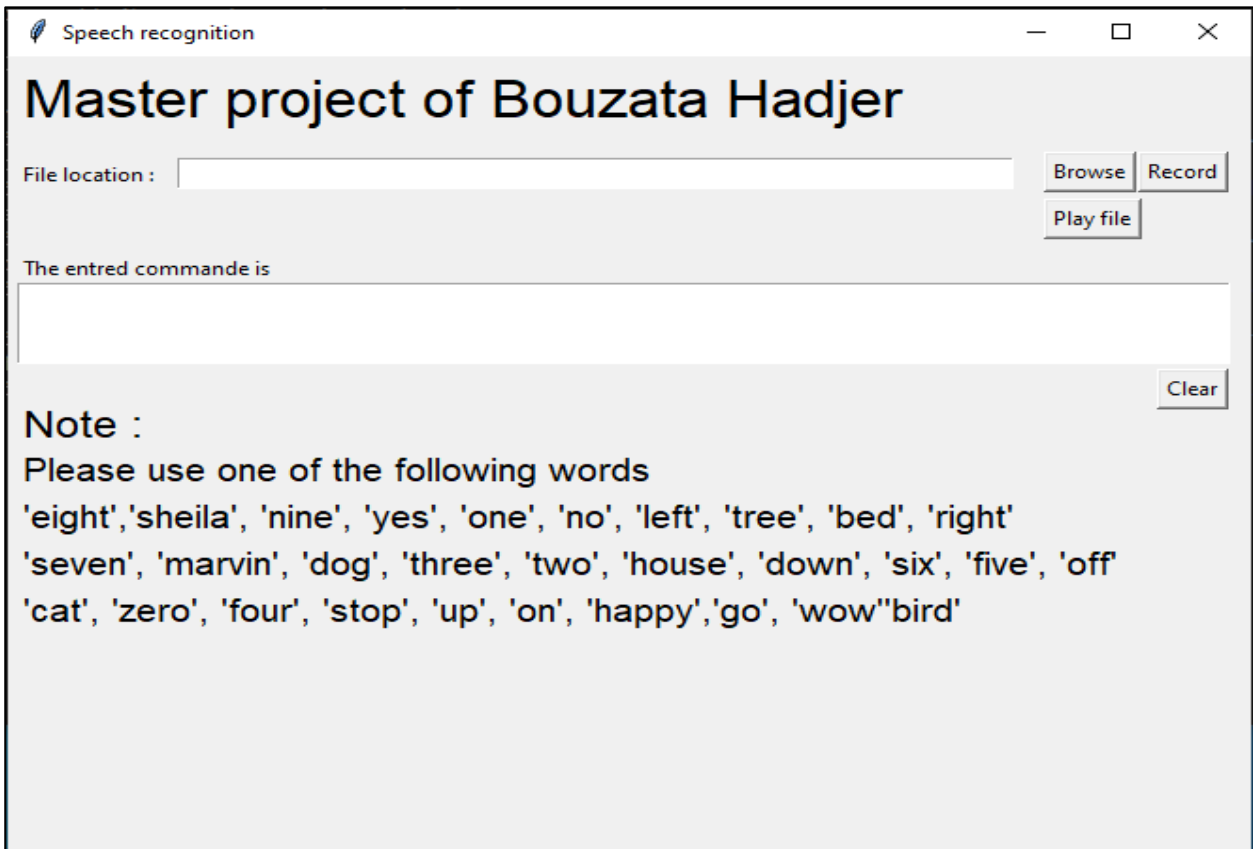 Speech recognition
Master project of Bouzata Hadjer
File location : Browse Record
Play file
The entred commande is
Clear
Note :
Please use one of the following words
'eight','sheila', 'nine', 'yes', 'one', 'no', 'left', 'tree', 'bed', 'right'
'seven', 'marvin', 'dog', 'three', 'two', 'house', 'down', 'six', 'five', 'off'
'cat', 'zero', 'four', 'stop', 'up', 'on', 'happy','go', 'wow''bird'